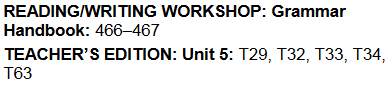 READING/WRITING WORKSHOP: Grammar
Handbook: 466–467
TEACHER’S EDITION: Unit 5: T29, T32, T33, T34,
T63